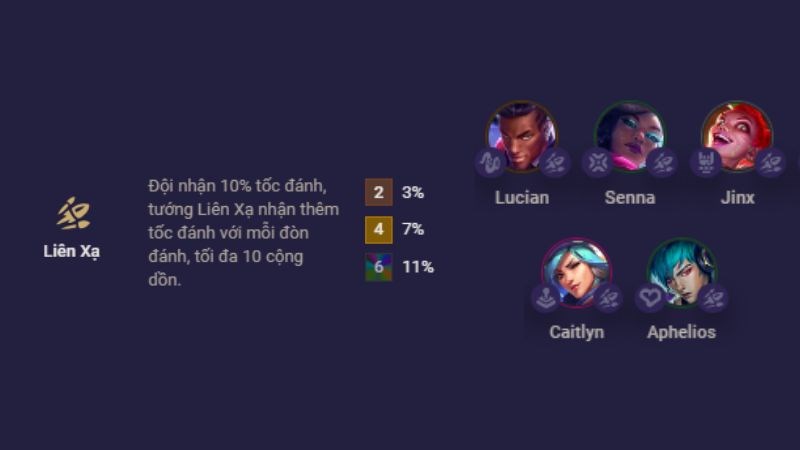 Liên Xạ
Đội nhận 10% tốc đánh,
tướng Liên Xạ nhận thêm
tốc đánh với mỗi đòn
đánh, tối đa 10 cộng
dồn.
2 3%
4 7%
6 11%
Lucian Senna Jinx
Caitlyn Aphelios